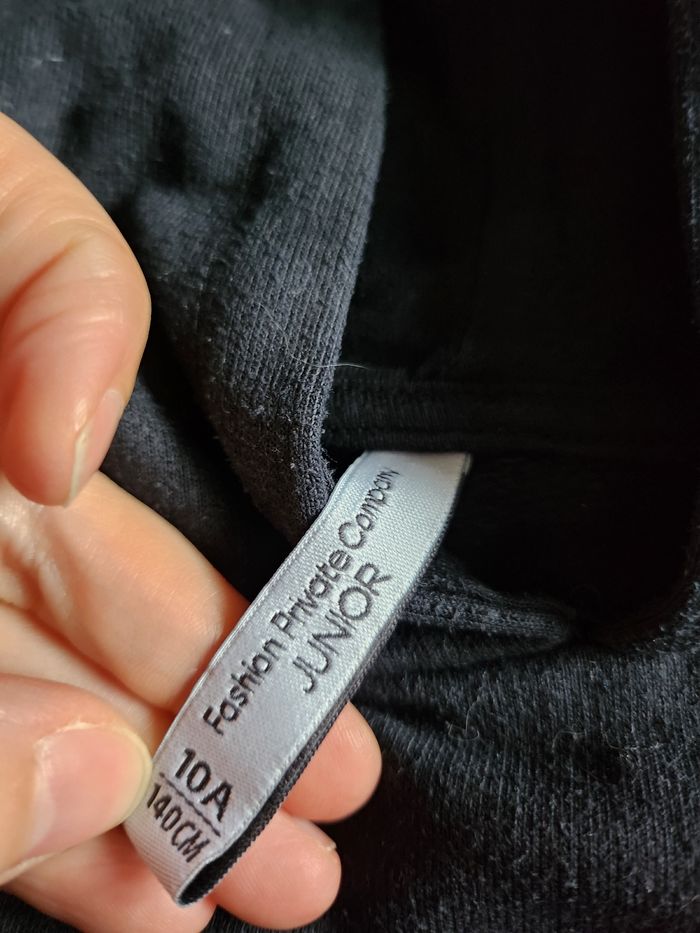 Fashion Private Company
JUNIOR
10A
140CM